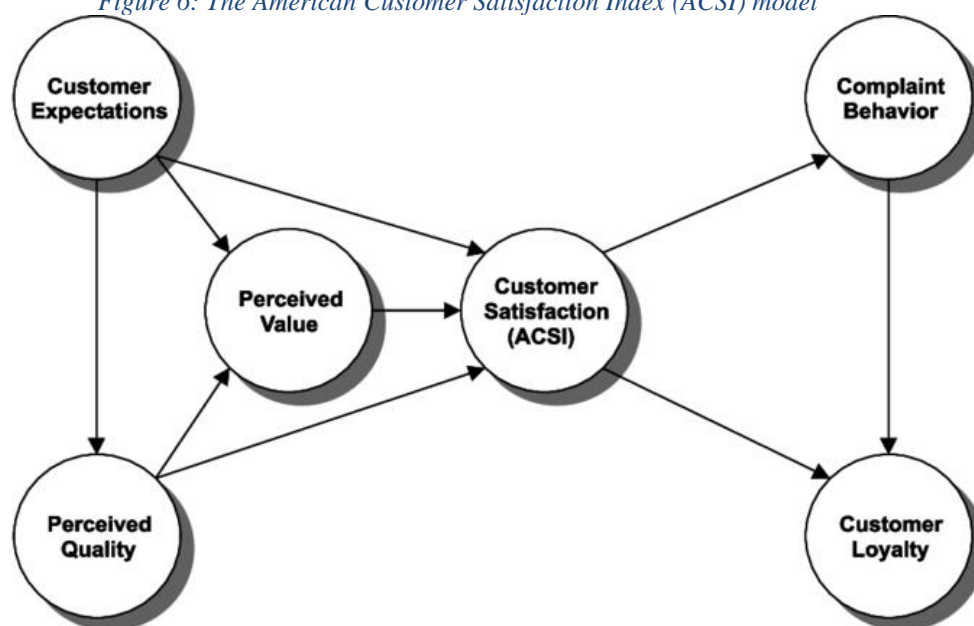 Figure 6: The American Customer Satisfaction Index (ACSI) model
Customer
Expectations
Complaint
Behavior
Perceived
Value
Customer
Satisfaction
(ACSI)
Perceived
Quality
Customer
Loyalty